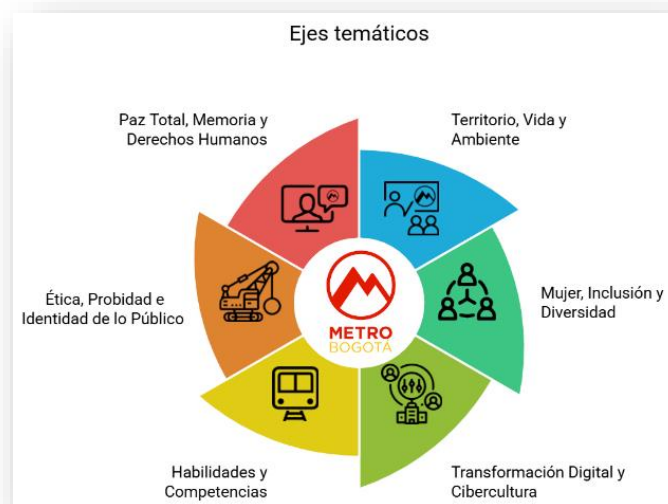 Ejes temáticos
Paz Total, Memoria y
Derechos Humanos
Territorio, Vida y
Ambiente
Ética, Probidad e
Identidad de lo Público
METRO
BOGOTÁ
Mujer, Inclusión y
Diversidad
Habilidades y
Competencias
Transformación Digital y
Cibercultura